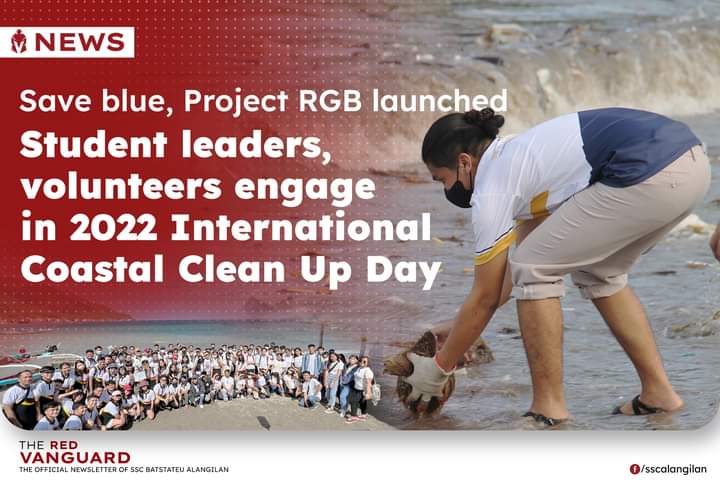 NEWS
Save blue, Project RGB launched
Student leaders,
volunteers engage
in 2022 International
Coastal Clean Up Day
THE RED
VANGUARD
THE OFFICIAL NEWSLETTER OF SSC BATSTATEU ALANGILAN
/sscalangilan